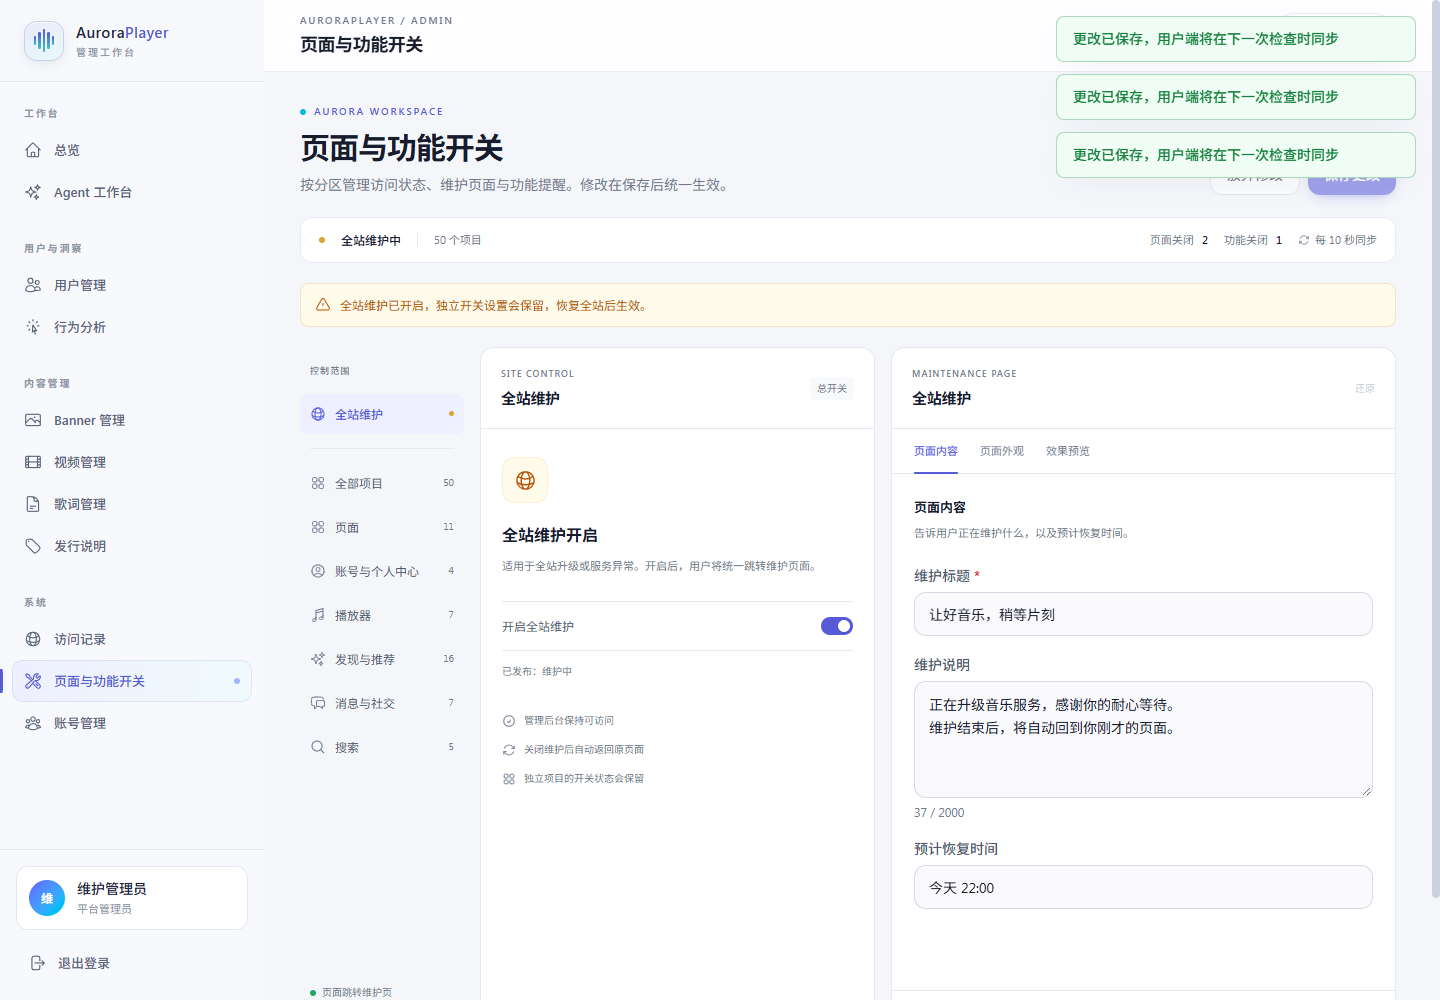 AuroraPlayer
管理工作台
工作台
总览
Agent 工作台
用户与洞察
用户管理
行为分析
内容管理
Banner 管理
视频管理
歌词管理
发行说明
系统
访问记录
页面与功能开关
账号管理
维
维护管理员
平台管理员
退出登录
AURORAPLAYER / ADMIN
页面与功能开关
更改已保存，用户端将在下一次检查时同步
更改已保存，用户端将在下一次检查时同步
更改已保存，用户端将在下一次检查时同步
AURORA WORKSPACE
页面与功能开关
按分区管理访问状态、维护页面与功能提醒。修改在保存后统一生效。
全站维护中
50 个项目
页面关闭 2
功能关闭 1
每 10 秒同步
全站维护已开启，独立开关设置会保留，恢复全站后生效。
控制范围
全站维护
全部项目 50
页面 11
账号与个人中心 4
播放器 7
发现与推荐 16
消息与社交 7
搜索 5
页面跳转维护页
SITE CONTROL
全站维护
总开关
全站维护开启
适用于全站升级或服务异常。开启后，用户将统一跳转维护页面。
开启全站维护
已发布：维护中
管理后台保持可访问
关闭维护后自动返回原页面
独立项目的开关状态会保留
MAINTENANCE PAGE
全站维护
还原
页面内容
页面外观
效果预览
页面内容
告诉用户正在维护什么，以及预计恢复时间。
维护标题 *
让好音乐，稍等片刻
维护说明
正在升级音乐服务，感谢你的耐心等待。
维护结束后，将自动回到你刚才的页面。
37 / 2000
预计恢复时间
今天 22:00